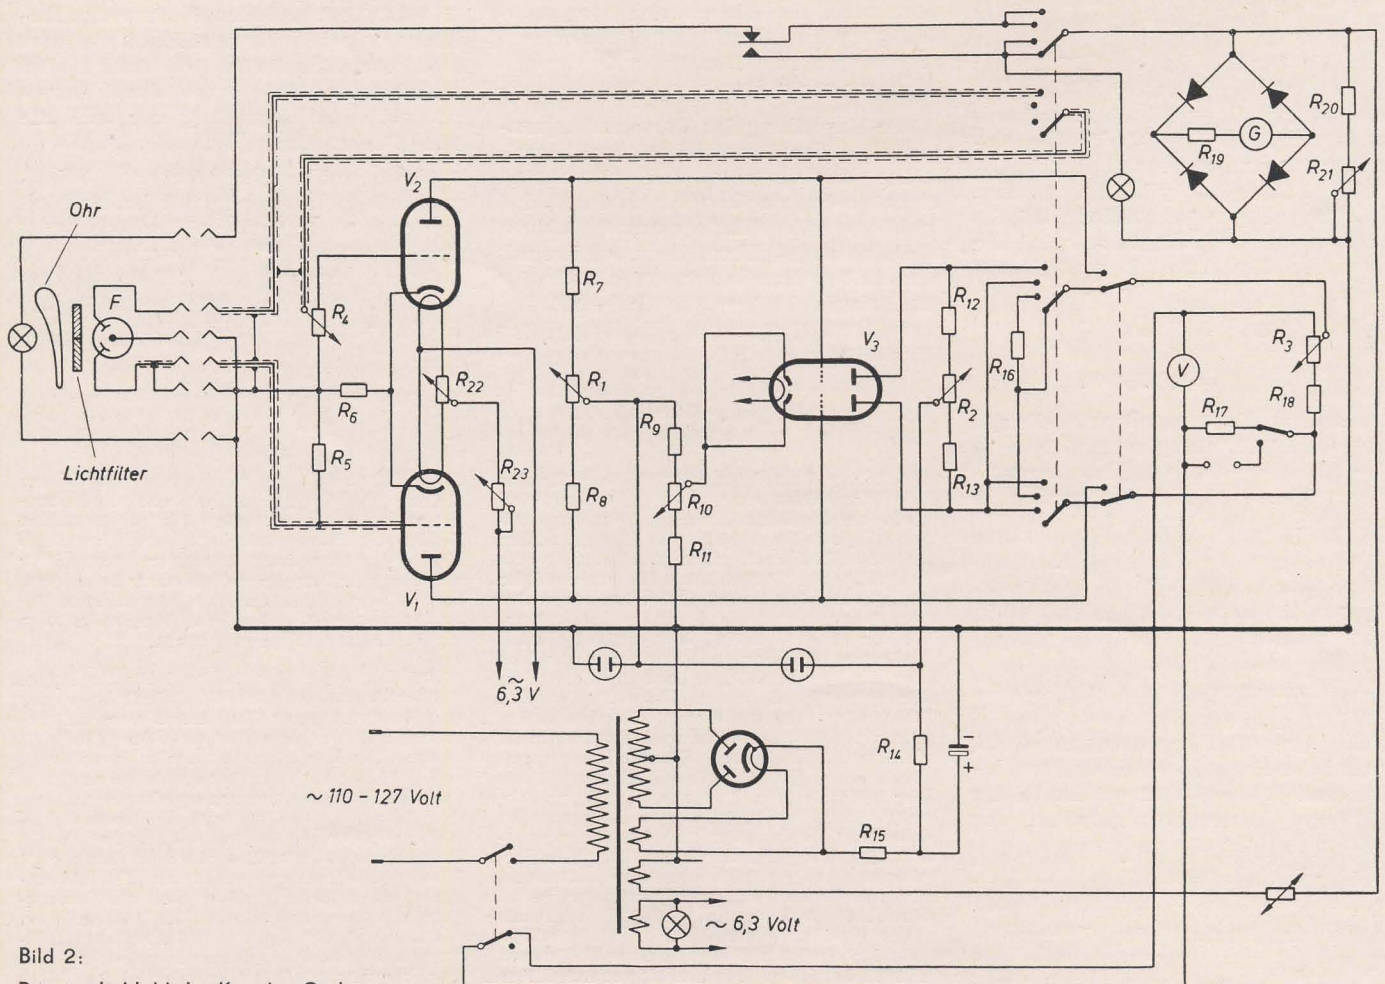 V₂
Ohr
F
R₄
R₆
R₅
Lichtfilter
R₂₂
R₂₃
V₁
6,3 V
~
R₇
R₁
R₈
R₉
R₁₀
R₁₁
V₃
R₁₂
R₂
R₁₃
R₁₆
G
R₁₉
R₂₀
R₂₁
V
R₃
R₁₈
R₁₇
R₁₄
−
+
R₁₅
~ 110 – 127 Volt
~ 6,3 Volt
Bild 2: